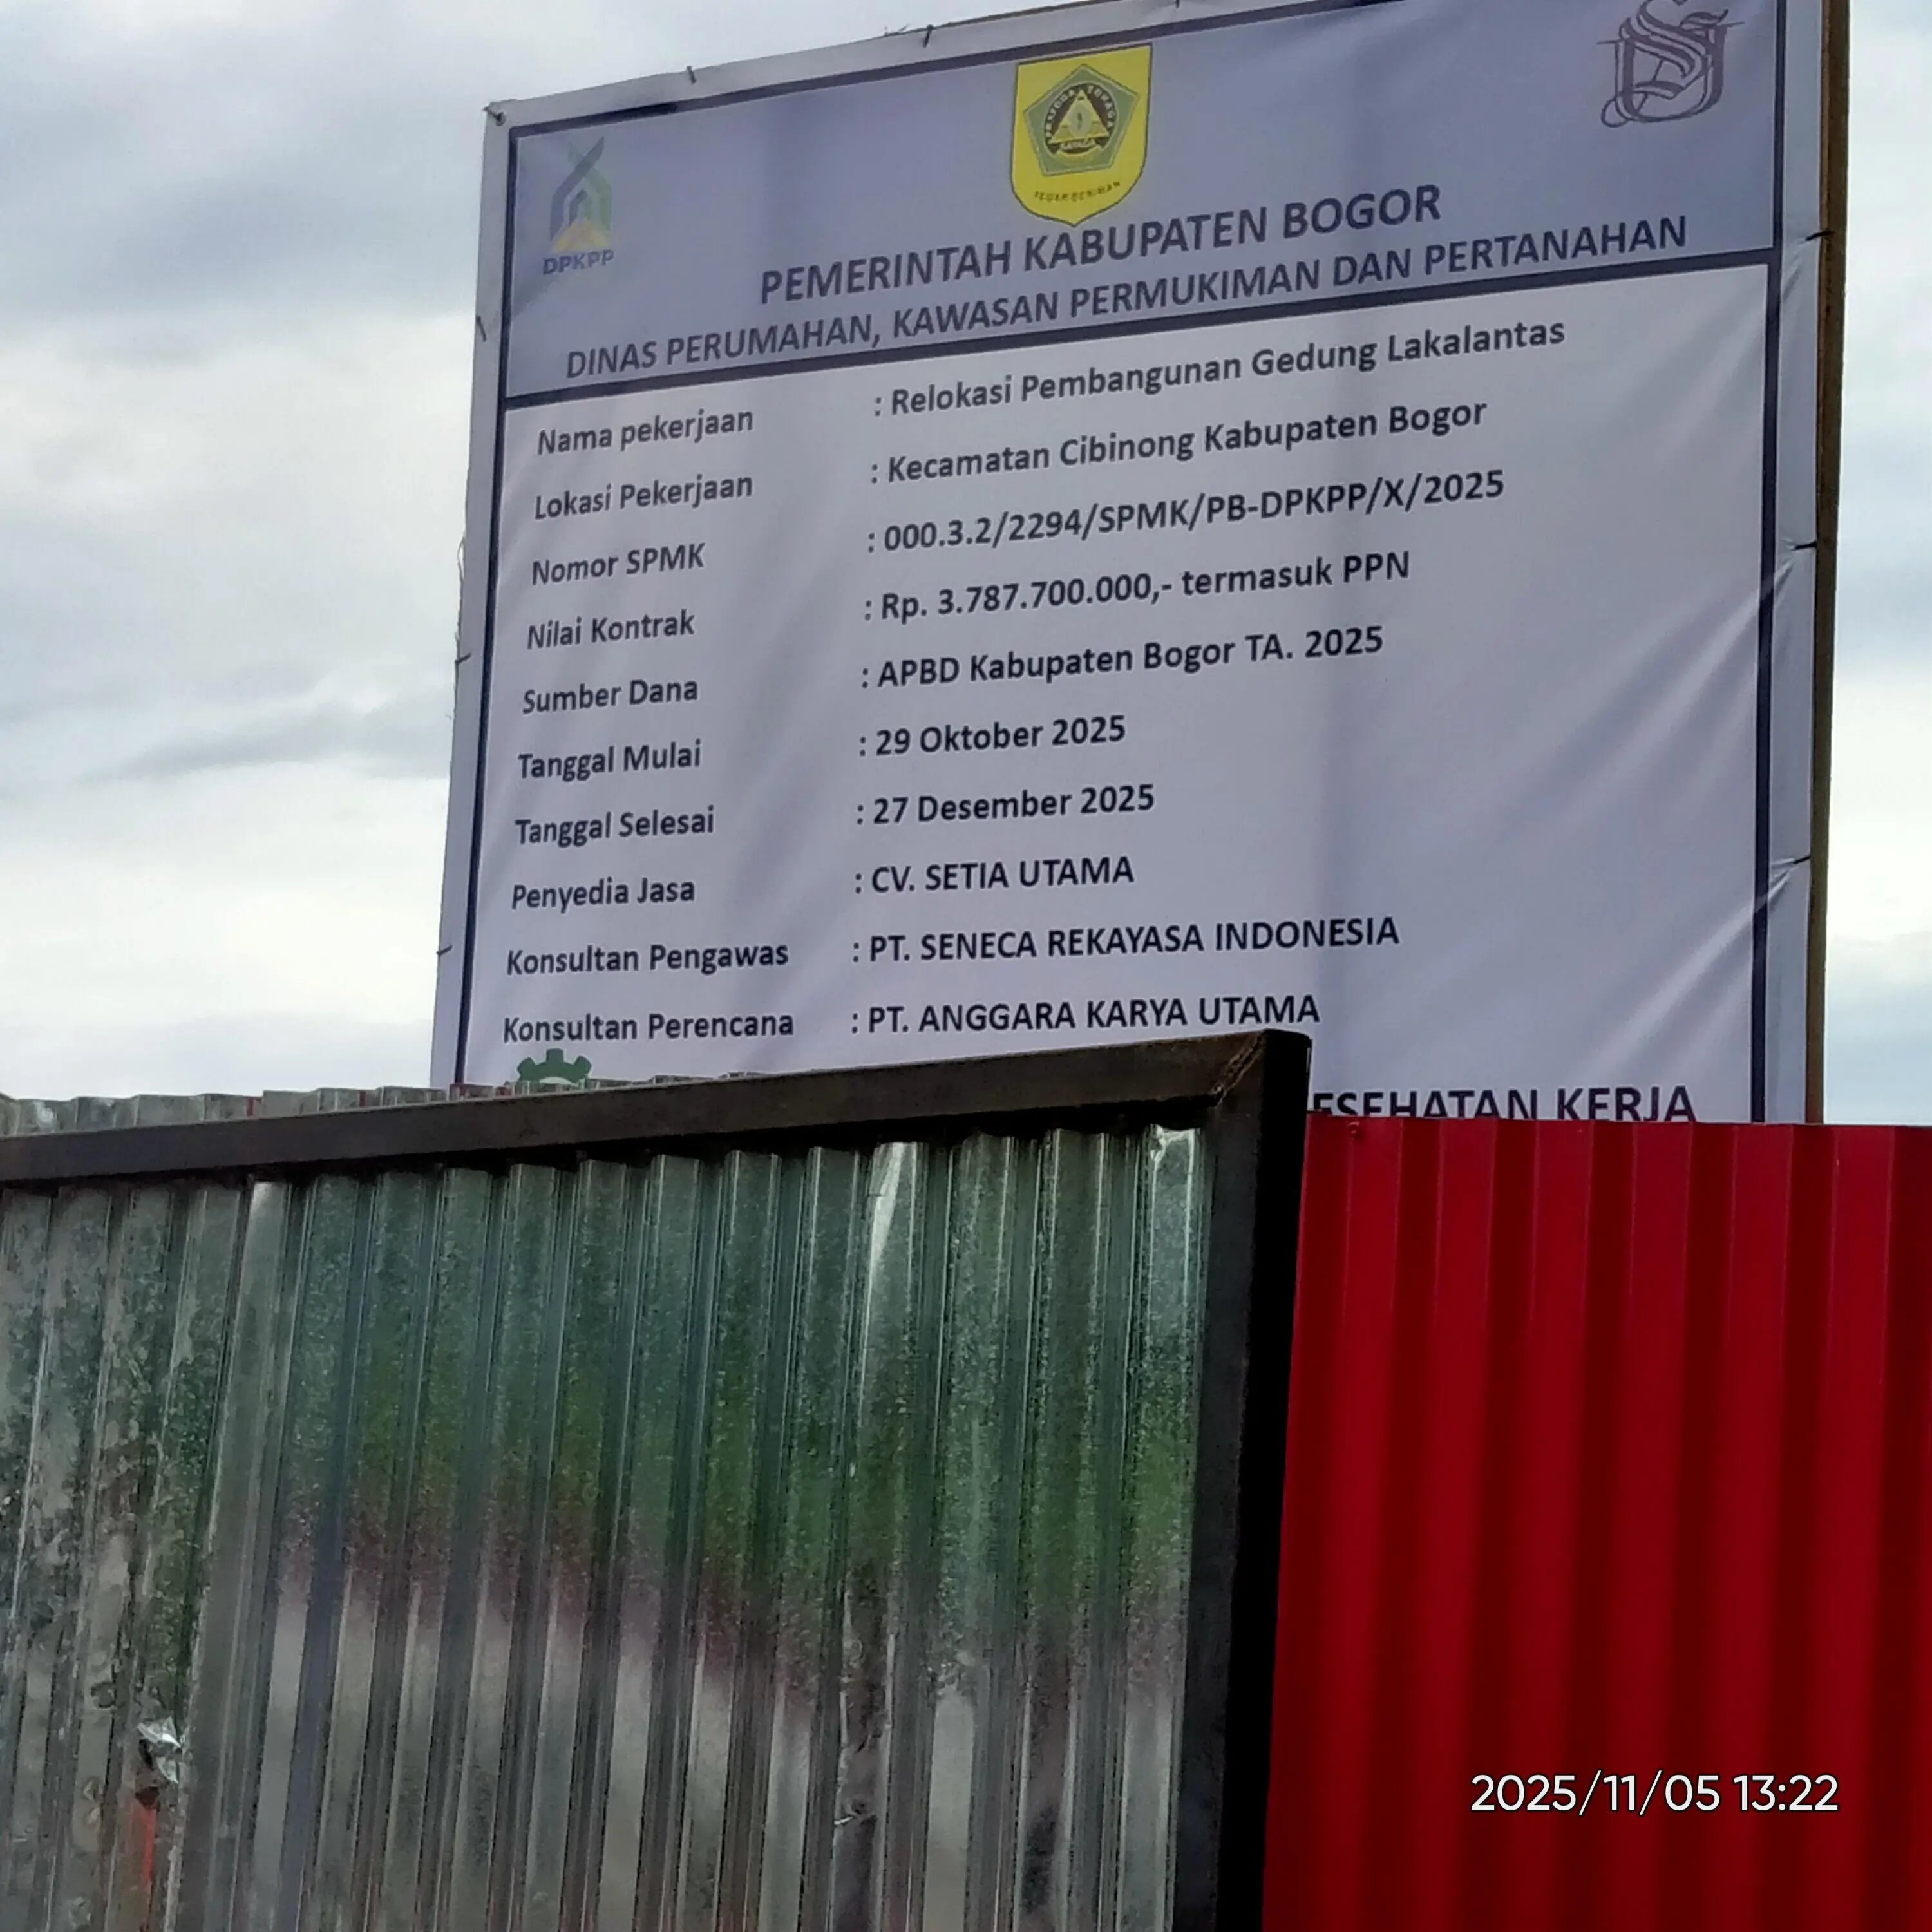 DPKPP
TEGAR BERIMAN
PEMERINTAH KABUPATEN BOGOR
DINAS PERUMAHAN, KAWASAN PERMUKIMAN DAN PERTANAHAN
Nama pekerjaan : Relokasi Pembangunan Gedung Lakalantas
Lokasi Pekerjaan : Kecamatan Cibinong Kabupaten Bogor
Nomor SPMK : 000.3.2/2294/SPMK/PB-DPKPP/X/2025
Nilai Kontrak : Rp. 3.787.700.000,- termasuk PPN
Sumber Dana : APBD Kabupaten Bogor TA. 2025
Tanggal Mulai : 29 Oktober 2025
Tanggal Selesai : 27 Desember 2025
Penyedia Jasa : CV. SETIA UTAMA
Konsultan Pengawas : PT. SENECA REKAYASA INDONESIA
Konsultan Perencana : PT. ANGGARA KARYA UTAMA
ESEHATAN KERJA
2025/11/05 13:22